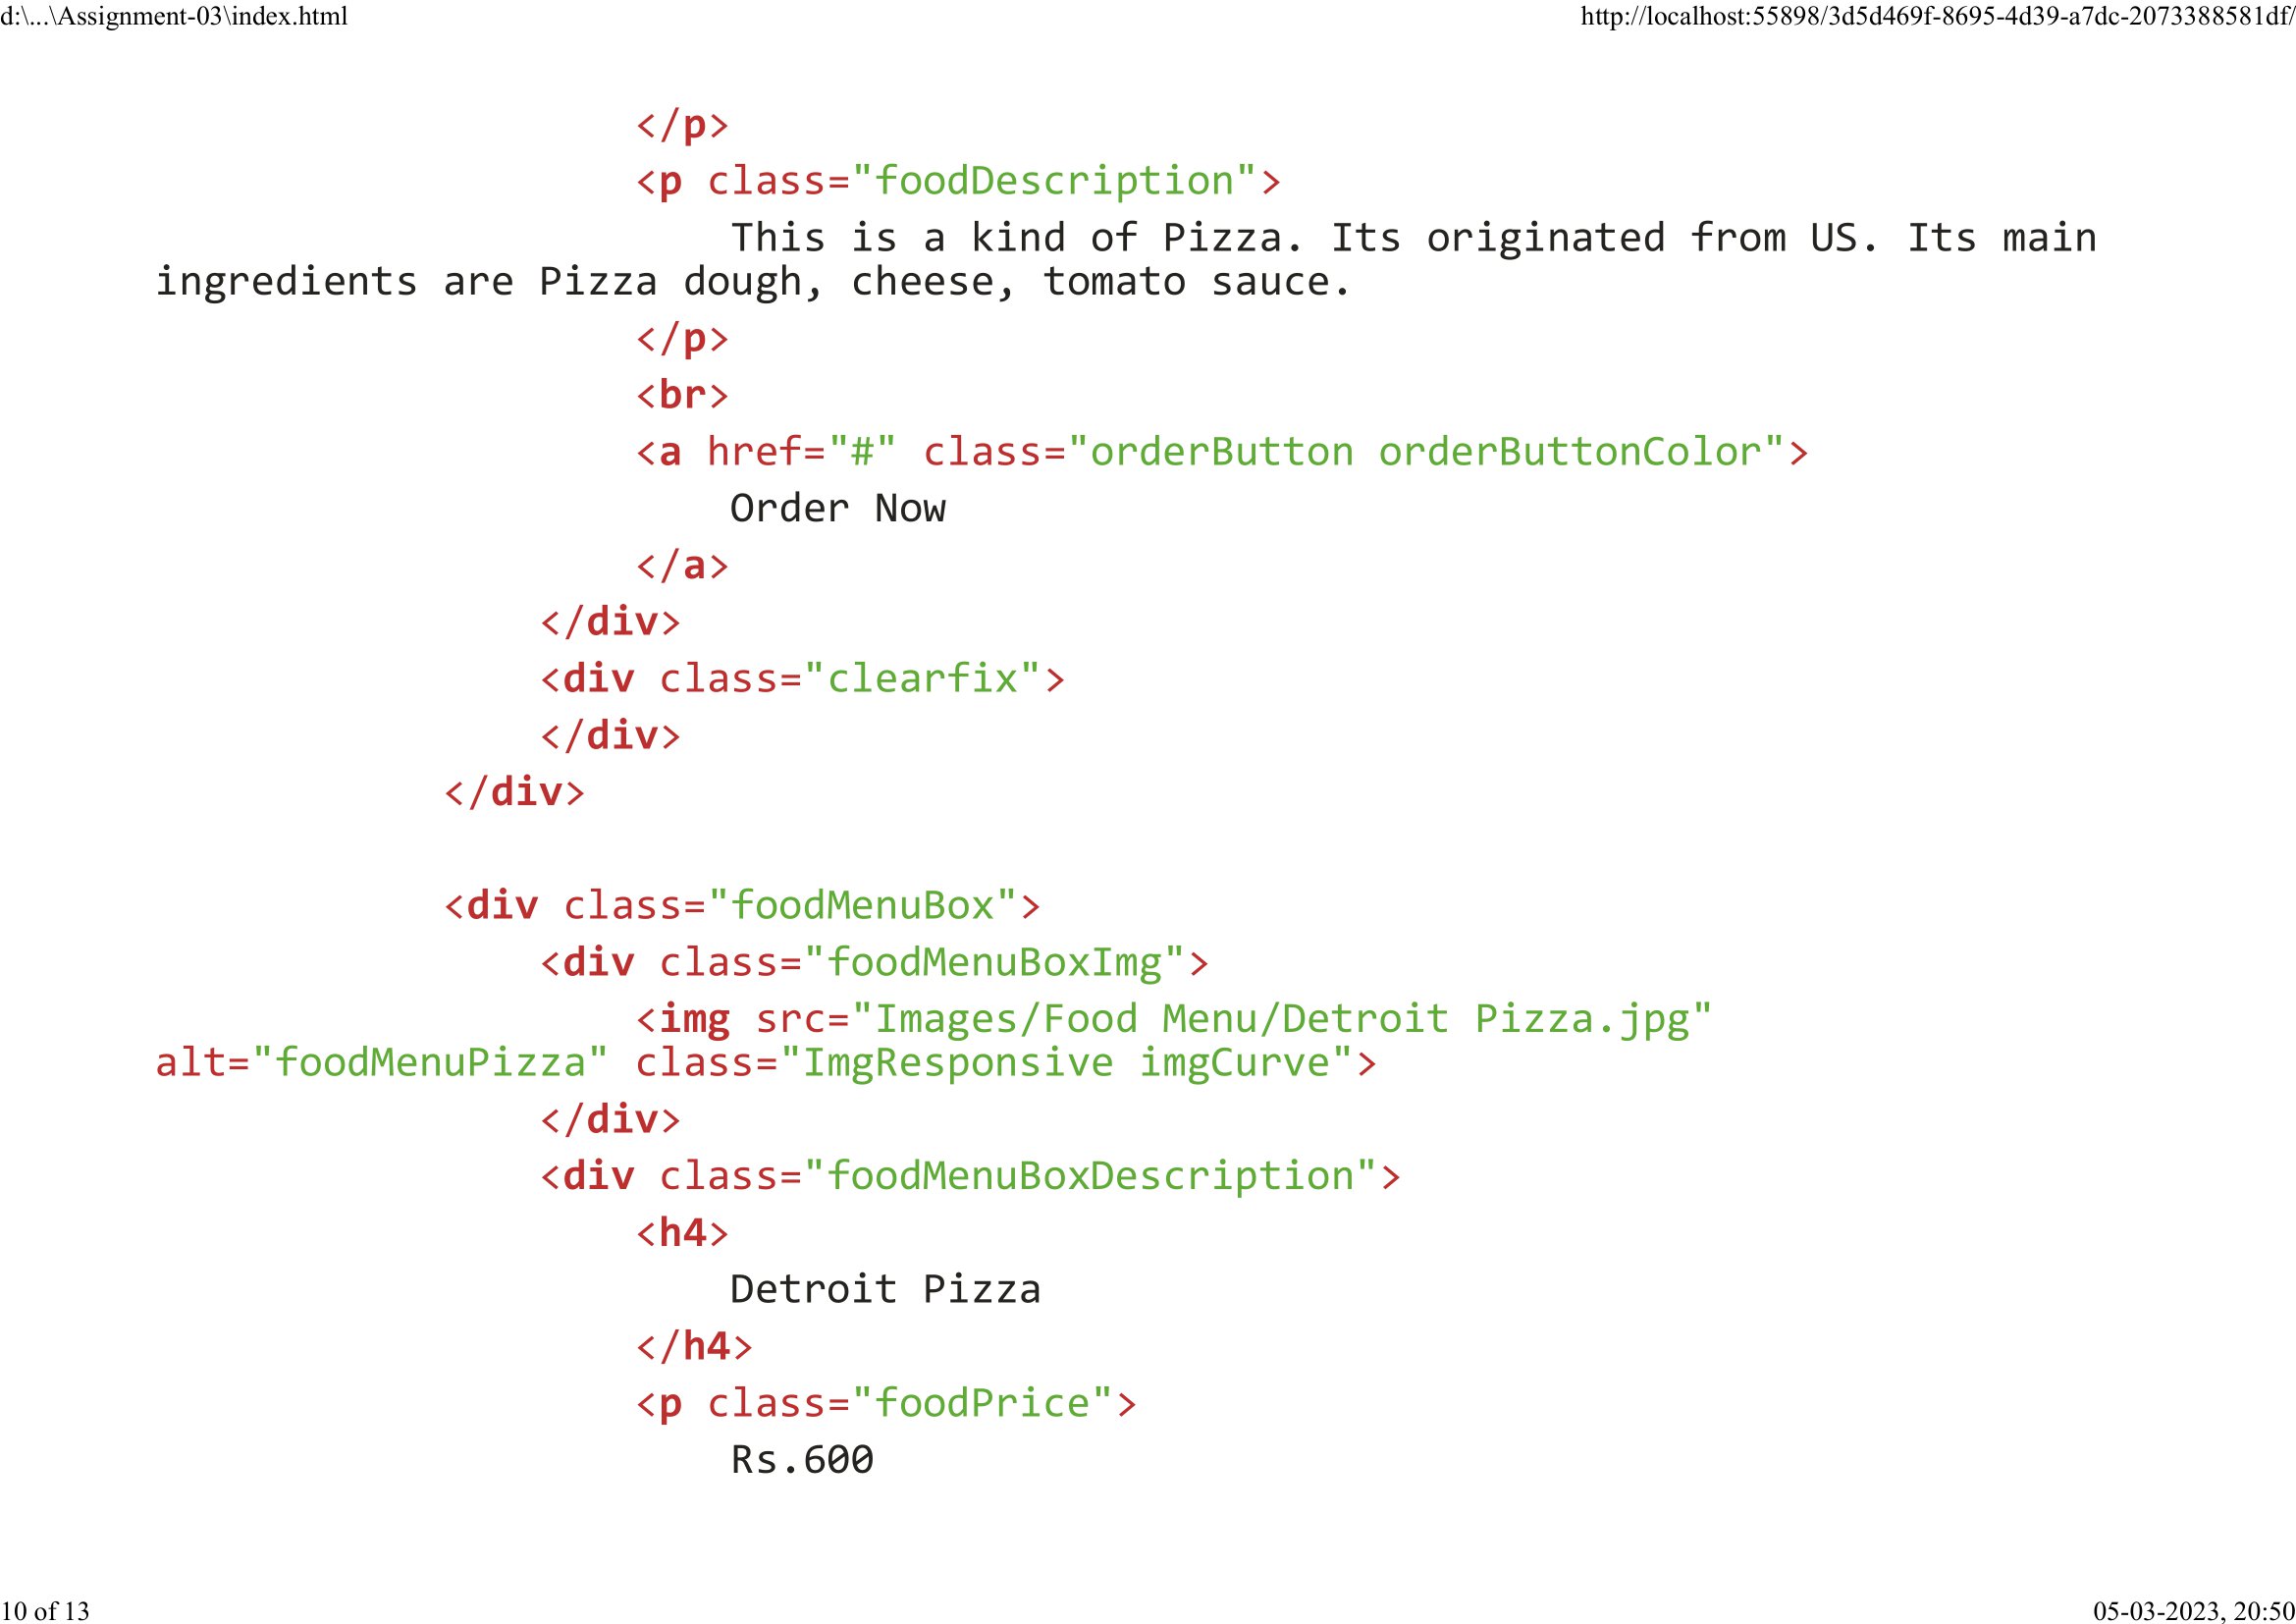 d:\...\Assignment-03\index.html
http://localhost:55898/3d5d469f-8695-4d39-a7dc-2073388581df/
</p>
<p class="foodDescription">
This is a kind of Pizza. Its originated from US. Its main
ingredients are Pizza dough, cheese, tomato sauce.
</p>
<br>
<a href="#" class="orderButton orderButtonColor">
Order Now
</a>
</div>
<div class="clearfix">
</div>
</div>
<div class="foodMenuBox">
<div class="foodMenuBoxImg">
<img src="Images/Food Menu/Detroit Pizza.jpg"
alt="foodMenuPizza" class="ImgResponsive imgCurve">
</div>
<div class="foodMenuBoxDescription">
<h4>
Detroit Pizza
</h4>
<p class="foodPrice">
Rs.600
10 of 13
05-03-2023, 20:50